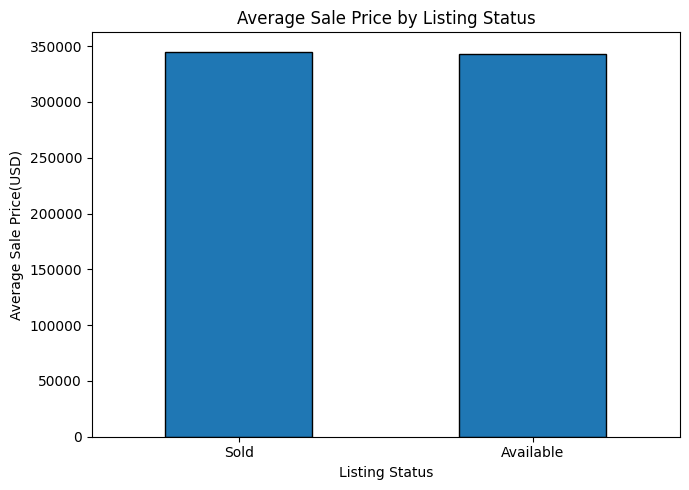 Average Sale Price by Listing Status
350000
300000
250000
200000
150000
100000
50000
0
Average Sale Price(USD)
Sold
Available
Listing Status